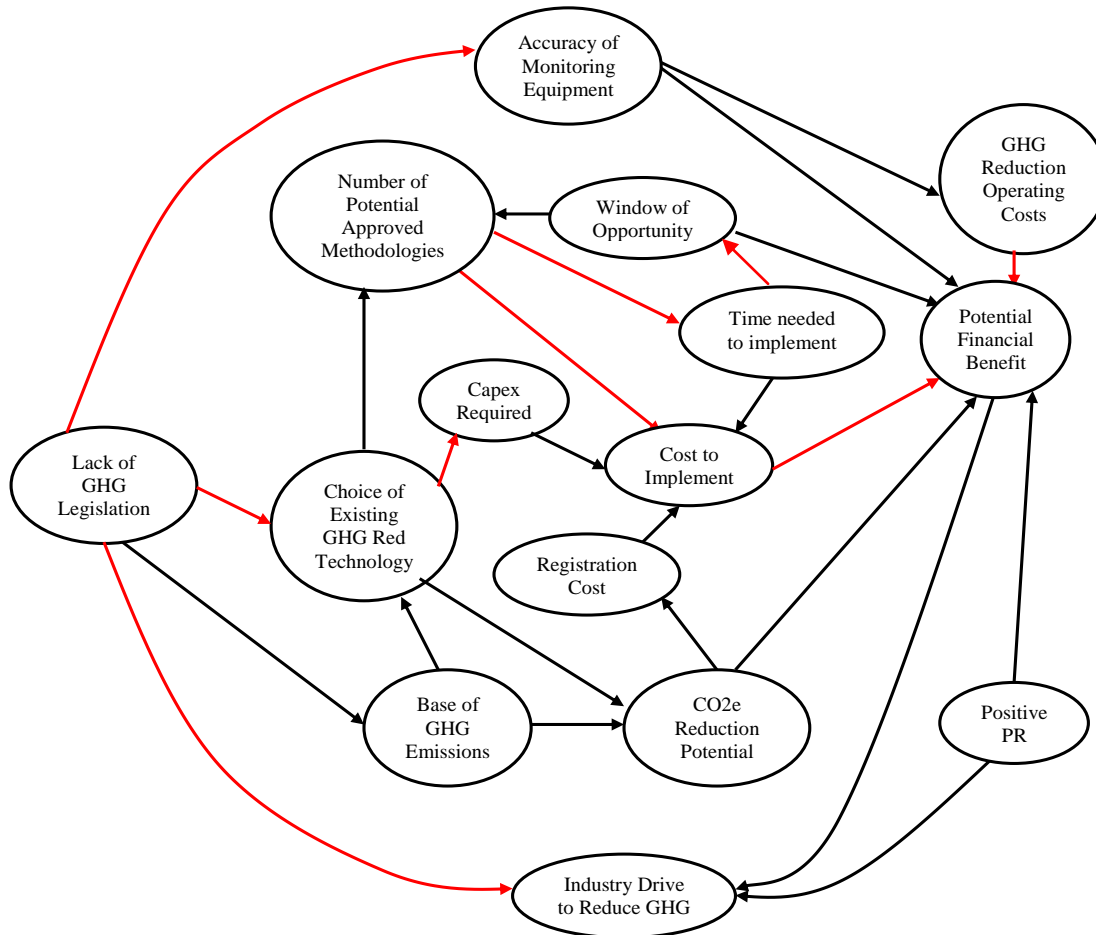 Accuracy of
Monitoring
Equipment
GHG
Reduction
Operating
Costs
Number of
Potential
Approved
Methodologies
Window of
Opportunity
Time needed
to implement
Potential
Financial
Benefit
Capex
Required
Lack of
GHG
Legislation
Choice of
Existing
GHG Red
Technology
Cost to
Implement
Registration
Cost
Base of
GHG
Emissions
CO2e
Reduction
Potential
Positive
PR
Industry Drive
to Reduce GHG